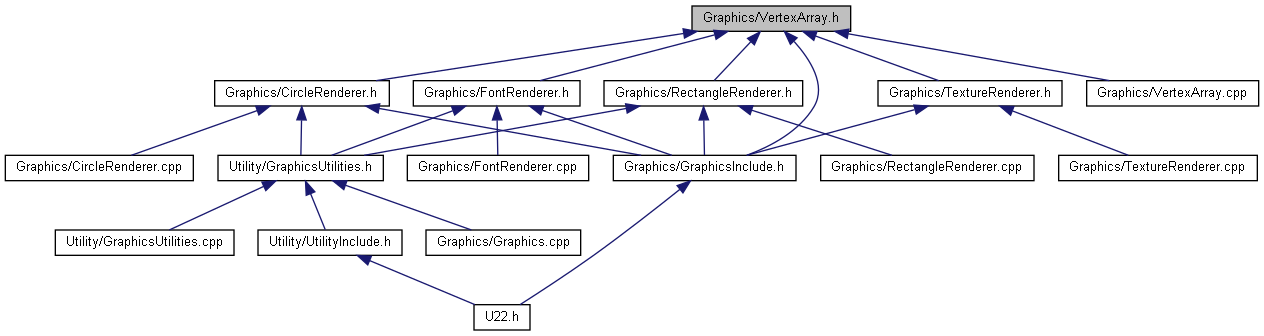 Graphics/VertexArray.h
Graphics/CircleRenderer.h
Graphics/FontRenderer.h
Graphics/RectangleRenderer.h
Graphics/TextureRenderer.h
Graphics/VertexArray.cpp
Graphics/CircleRenderer.cpp
Utility/GraphicsUtilities.h
Graphics/FontRenderer.cpp
Graphics/GraphicsInclude.h
Graphics/RectangleRenderer.cpp
Graphics/TextureRenderer.cpp
Utility/GraphicsUtilities.cpp
Utility/UtilityInclude.h
Graphics/Graphics.cpp
U22.h